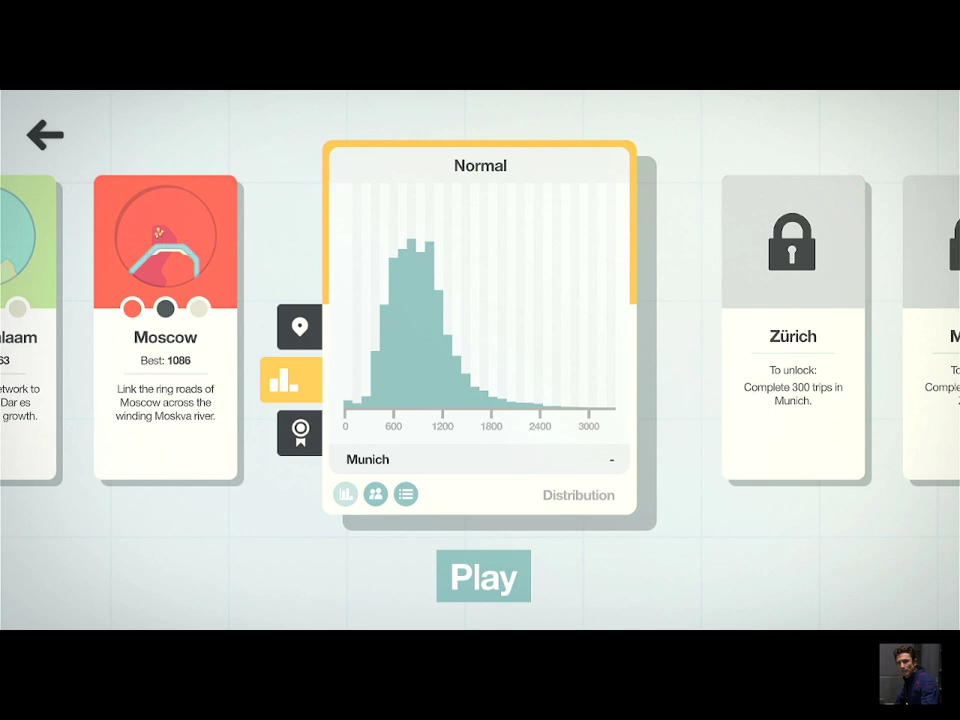 Normal
0 600 1200 1800 2400 3000
Munich -
Distribution
Play
laam
63
etwork to
Dar es
growth.
Moscow
Best: 1086
Link the ring roads of
Moscow across the
winding Moskva river.
Zürich
To unlock:
Complete 300 trips in
Munich.
M
To
Comple